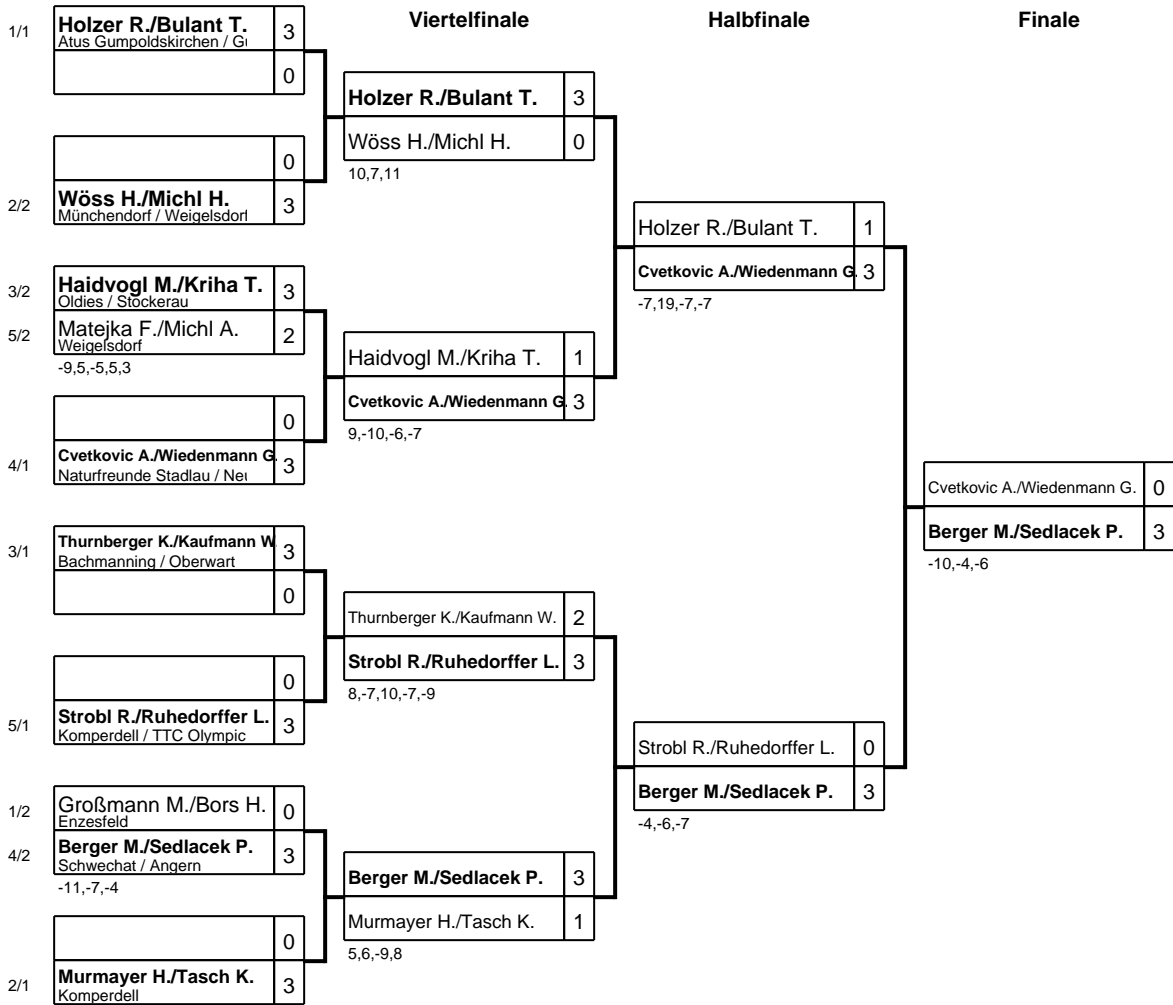 Viertelfinale
Halbfinale
Finale
1/1
Holzer R./Bulant T. 3
Atus Gumpoldskirchen / Gu
0
0
2/2
Wöss H./Michl H. 3
Münchendorf / Weigelsdorf
3/2
Haidvogl M./Kriha T. 3
Oldies / Stockerau
5/2
Matejka F./Michl A. 2
Weigelsdorf
-9,5,-5,5,3
0
4/1
Cvetkovic A./Wiedenmann G. 3
Naturfreunde Stadlau / Neu
3/1
Thurnberger K./Kaufmann W. 3
Bachmanning / Oberwart
0
0
5/1
Strobl R./Ruhedorffer L. 3
Komperdell / TTC Olympic
1/2
Großmann M./Bors H. 0
Enzesfeld
4/2
Berger M./Sedlacek P. 3
Schwechat / Angern
-11,-7,-4
0
2/1
Murmayer H./Tasch K. 3
Komperdell
Holzer R./Bulant T. 3
Wöss H./Michl H. 0
10,7,11
Haidvogl M./Kriha T. 1
Cvetkovic A./Wiedenmann G. 3
9,-10,-6,-7
Thurnberger K./Kaufmann W. 2
Strobl R./Ruhedorffer L. 3
8,-7,10,-7,-9
Berger M./Sedlacek P. 3
Murmayer H./Tasch K. 1
5,6,-9,8
Holzer R./Bulant T. 1
Cvetkovic A./Wiedenmann G. 3
-7,19,-7,-7
Strobl R./Ruhedorffer L. 0
Berger M./Sedlacek P. 3
-4,-6,-7
Cvetkovic A./Wiedenmann G. 0
Berger M./Sedlacek P. 3
-10,-4,-6